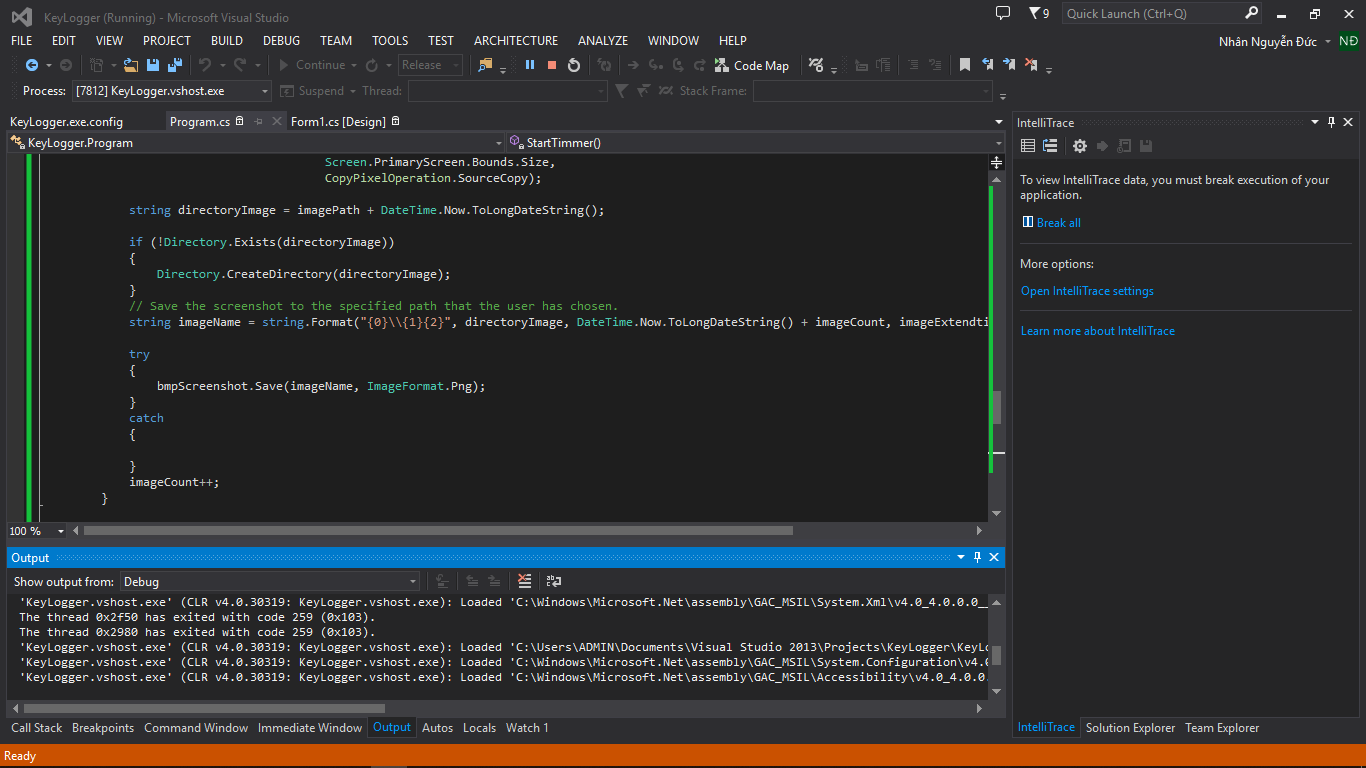 KeyLogger (Running) - Microsoft Visual Studio
9
Quick Launch (Ctrl+Q)
FILE EDIT VIEW PROJECT BUILD DEBUG TEAM TOOLS TEST ARCHITECTURE ANALYZE WINDOW HELP
Nhân Nguyễn Đức
NĐ
Continue Release Code Map
Process: [7812] KeyLogger.vshost.exe Suspend Thread: Stack Frame:
KeyLogger.exe.config Program.cs Form1.cs [Design]
KeyLogger.Program StartTimmer()
Screen.PrimaryScreen.Bounds.Size,
CopyPixelOperation.SourceCopy);
string directoryImage = imagePath + DateTime.Now.ToLongDateString();
if (!Directory.Exists(directoryImage))
{
Directory.CreateDirectory(directoryImage);
}
// Save the screenshot to the specified path that the user has chosen.
string imageName = string.Format("{0}\\{1}{2}", directoryImage, DateTime.Now.ToLongDateString() + imageCount, imageExtendti
try
{
bmpScreenshot.Save(imageName, ImageFormat.Png);
}
catch
{
}
imageCount++;
}
100 %
IntelliTrace
To view IntelliTrace data, you must break execution of your
application.
Break all
More options:
Open IntelliTrace settings
Learn more about IntelliTrace
Output
Show output from: Debug
'KeyLogger.vshost.exe' (CLR v4.0.30319: KeyLogger.vshost.exe): Loaded 'C:\Windows\Microsoft.Net\assembly\GAC_MSIL\System.Xml\v4.0_4.0.0.0__
The thread 0x2f50 has exited with code 259 (0x103).
The thread 0x2980 has exited with code 259 (0x103).
'KeyLogger.vshost.exe' (CLR v4.0.30319: KeyLogger.vshost.exe): Loaded 'C:\Users\ADMIN\Documents\Visual Studio 2013\Projects\KeyLogger\KeyLo
'KeyLogger.vshost.exe' (CLR v4.0.30319: KeyLogger.vshost.exe): Loaded 'C:\Windows\Microsoft.Net\assembly\GAC_MSIL\System.Configuration\v4.0
'KeyLogger.vshost.exe' (CLR v4.0.30319: KeyLogger.vshost.exe): Loaded 'C:\Windows\Microsoft.Net\assembly\GAC_MSIL\Accessibility\v4.0_4.0.0.
Call Stack Breakpoints Command Window Immediate Window Output Autos Locals Watch 1
IntelliTrace Solution Explorer Team Explorer
Ready